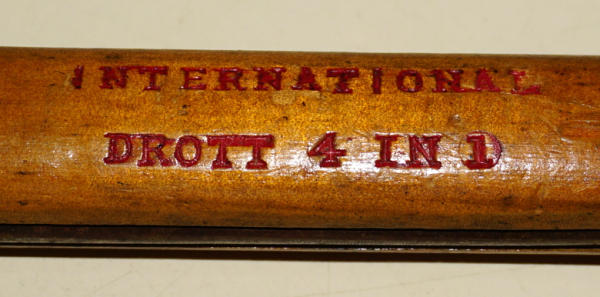 INTERNATIONAL
DROTT 4 IN 1